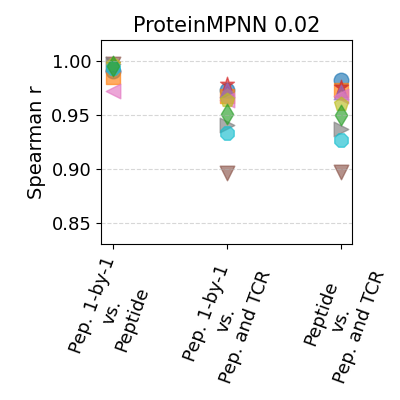 ProteinMPNN 0.02
Spearman r
1.00
0.95
0.90
0.85
Pep. 1-by-1
vs.
Peptide
Pep. 1-by-1
vs.
Pep. and TCR
Peptide
vs.
Pep. and TCR